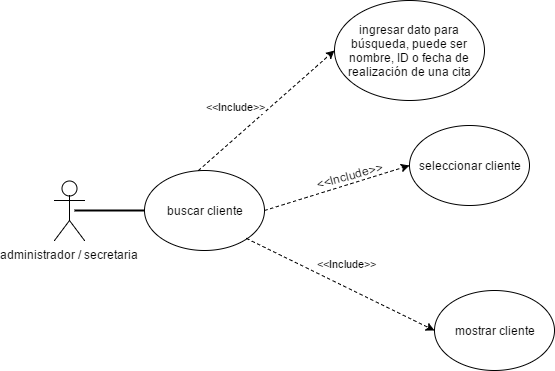 ingresar dato para
búsqueda, puede ser
nombre, ID o fecha de
realización de una cita
<<Include>>
seleccionar cliente
<<Include>>
buscar cliente
administrador / secretaria
<<Include>>
mostrar cliente